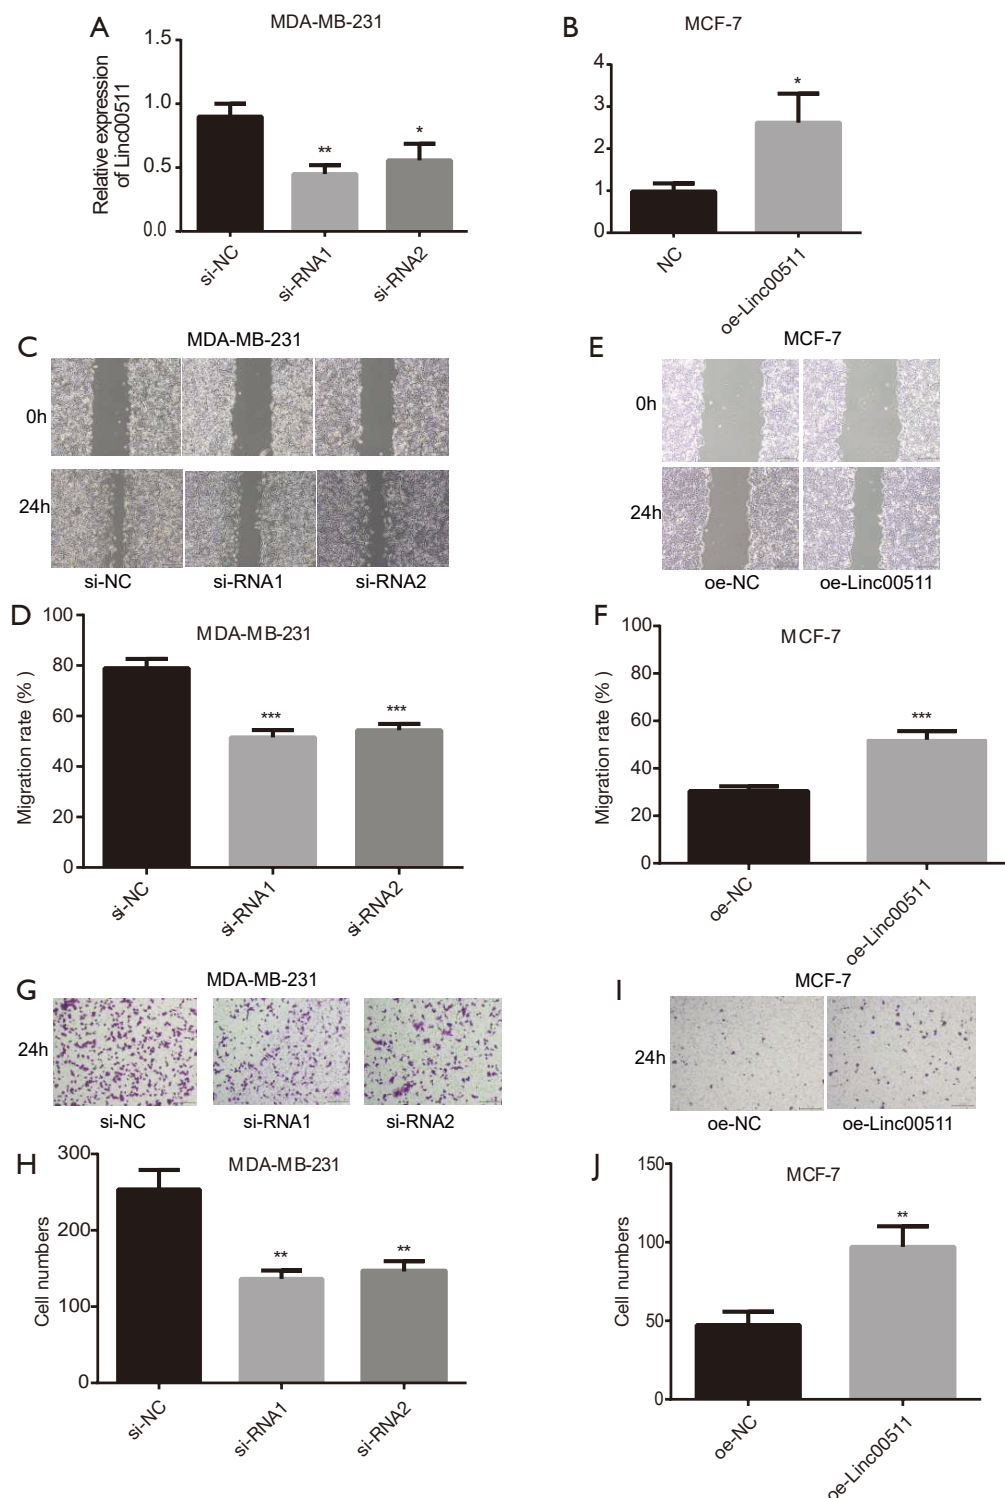 A
MDA-MB-231
Relative expression
of Linc00511
1.5
1.0
0.5
0.0
**
*
si-NC
si-RNA1
si-RNA2
B
MCF-7
4
3
2
1
0
*
NC
oe-Linc00511
C
MDA-MB-231
0h
24h
si-NC
si-RNA1
si-RNA2
E
MCF-7
0h
24h
oe-NC
oe-Linc00511
D
MDA-MB-231
Migration rate (% )
100
80
60
40
20
0
***
***
si-NC
si-RNA1
si-RNA2
F
MCF-7
Migration rate (%)
100
80
60
40
20
0
***
oe-NC
oe-Linc00511
G
MDA-MB-231
24h
si-NC
si-RNA1
si-RNA2
I
MCF-7
24h
oe-NC
oe-Linc00511
H
MDA-MB-231
Cell numbers
300
200
100
0
**
**
si-NC
si-RNA1
si-RNA2
J
MCF-7
Cell numbers
150
100
50
0
**
oe-NC
oe-Linc00511